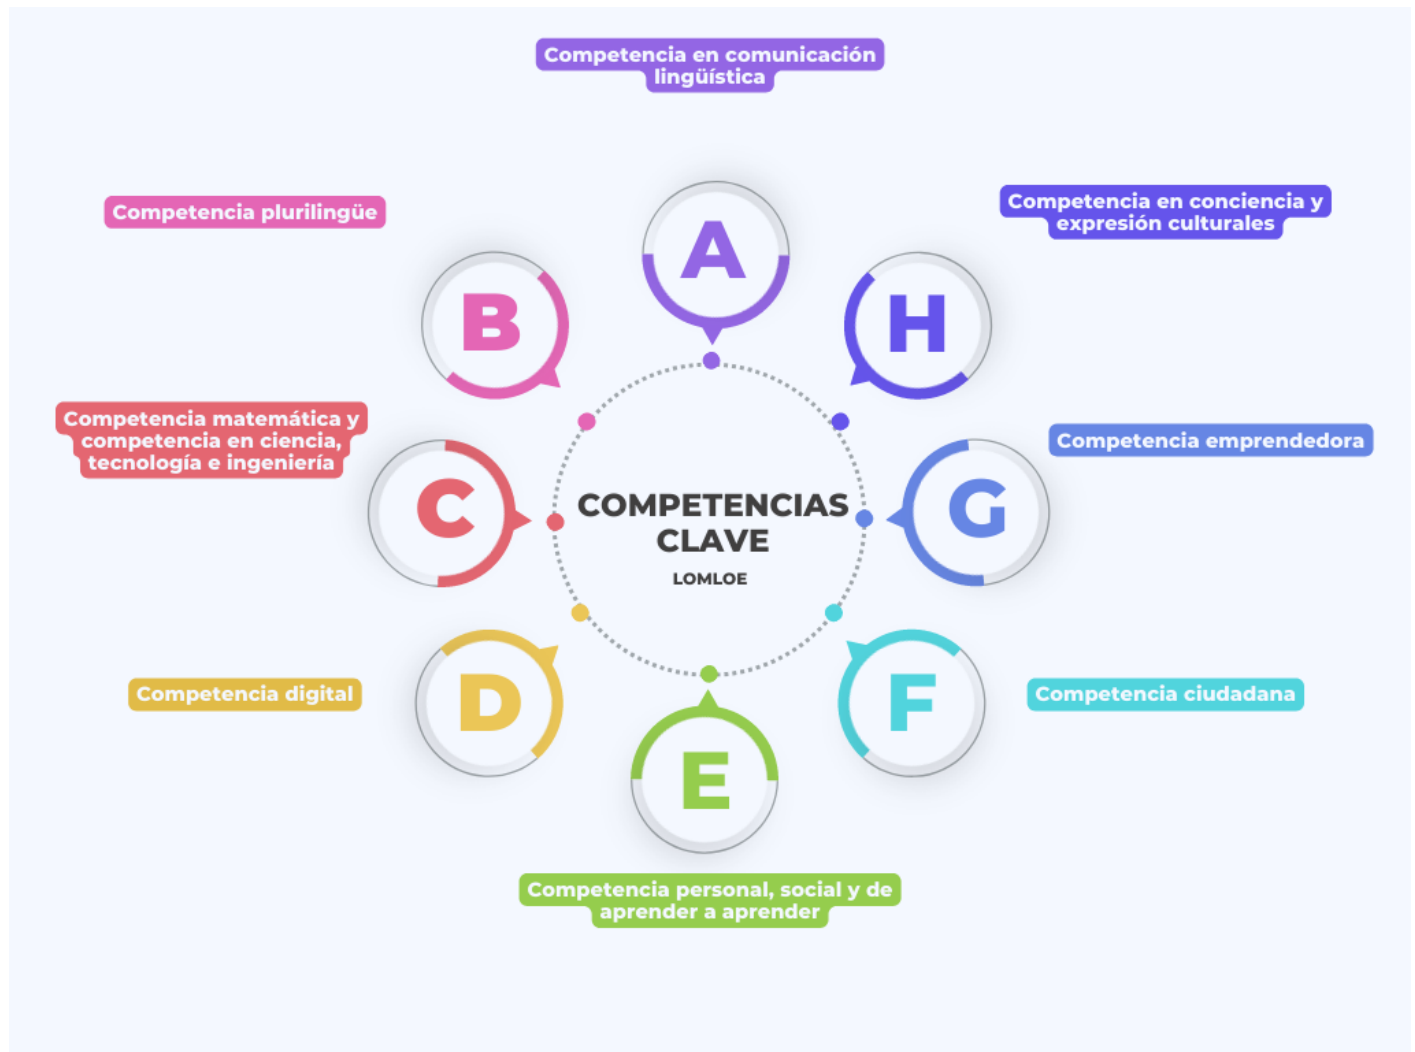 Competencia en comunicación
lingüística
A
Competencia plurilingüe
B
Competencia en conciencia y
expresión culturales
H
Competencia matemática y
competencia en ciencia,
tecnología e ingeniería
C
COMPETENCIAS
CLAVE
LOMLOE
G
Competencia emprendedora
Competencia digital
D
F
Competencia ciudadana
E
Competencia personal, social y de
aprender a aprender